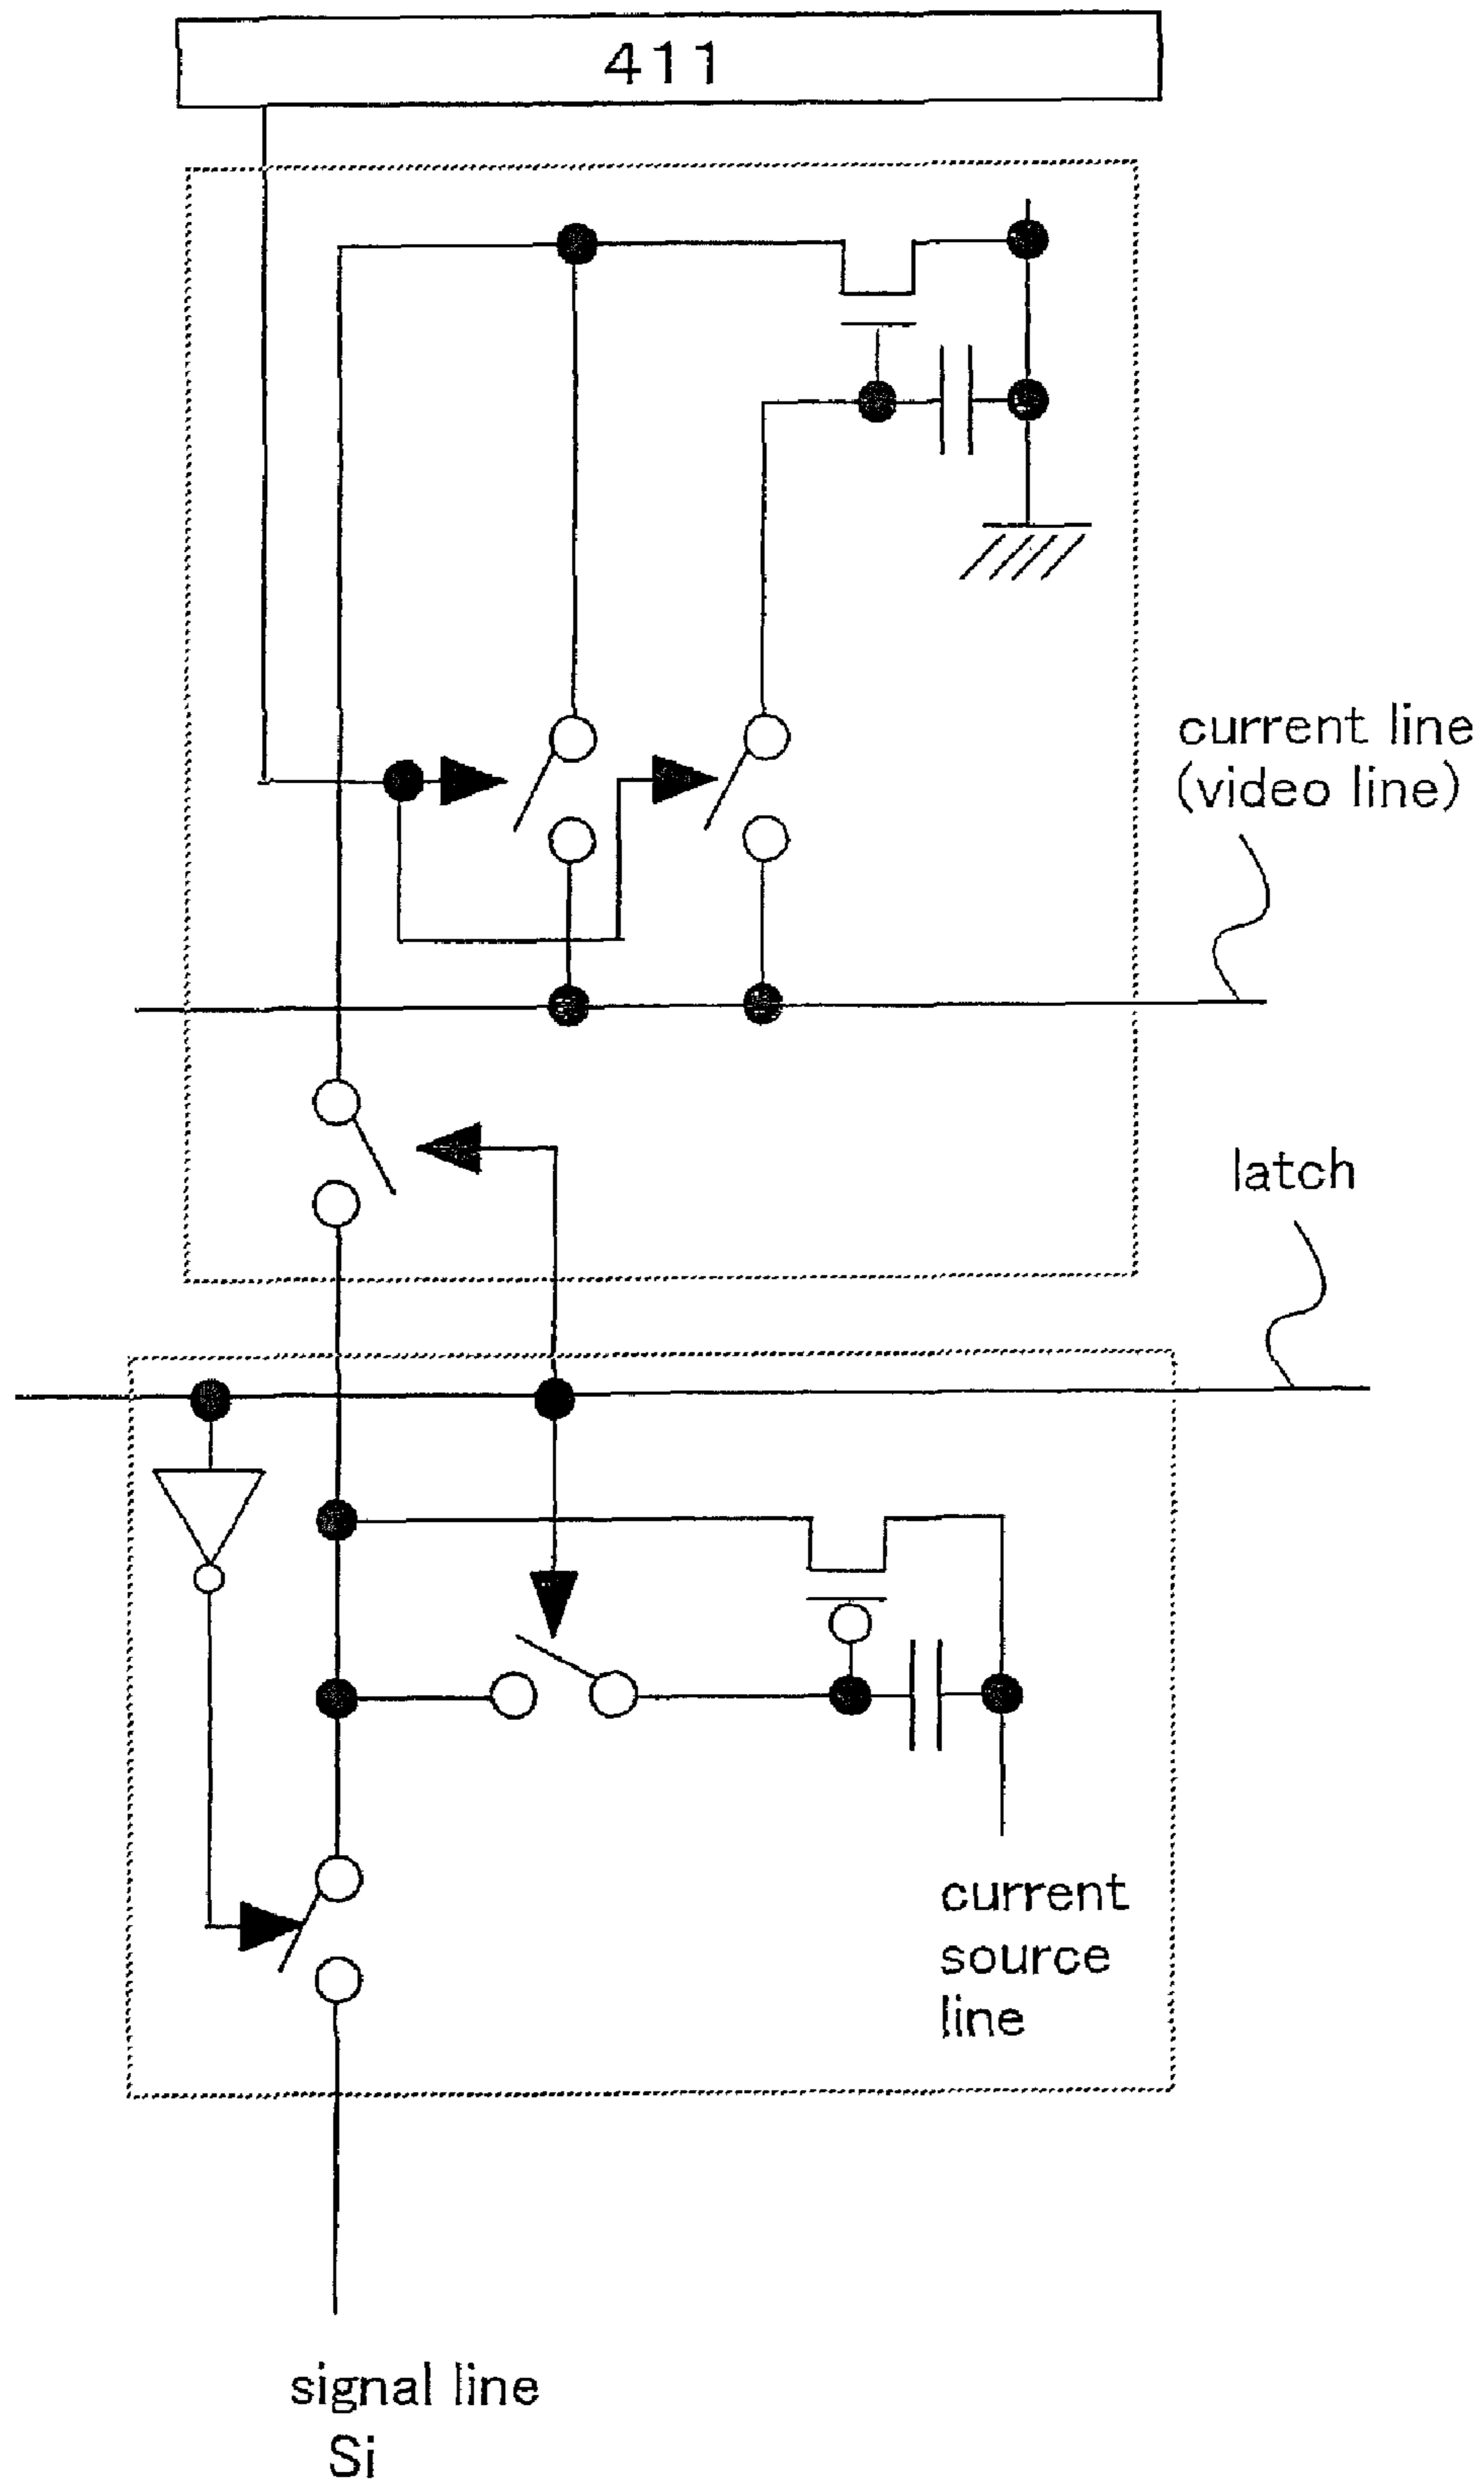 411
current line
(video line)
latch
current
source
line
signal line
Si